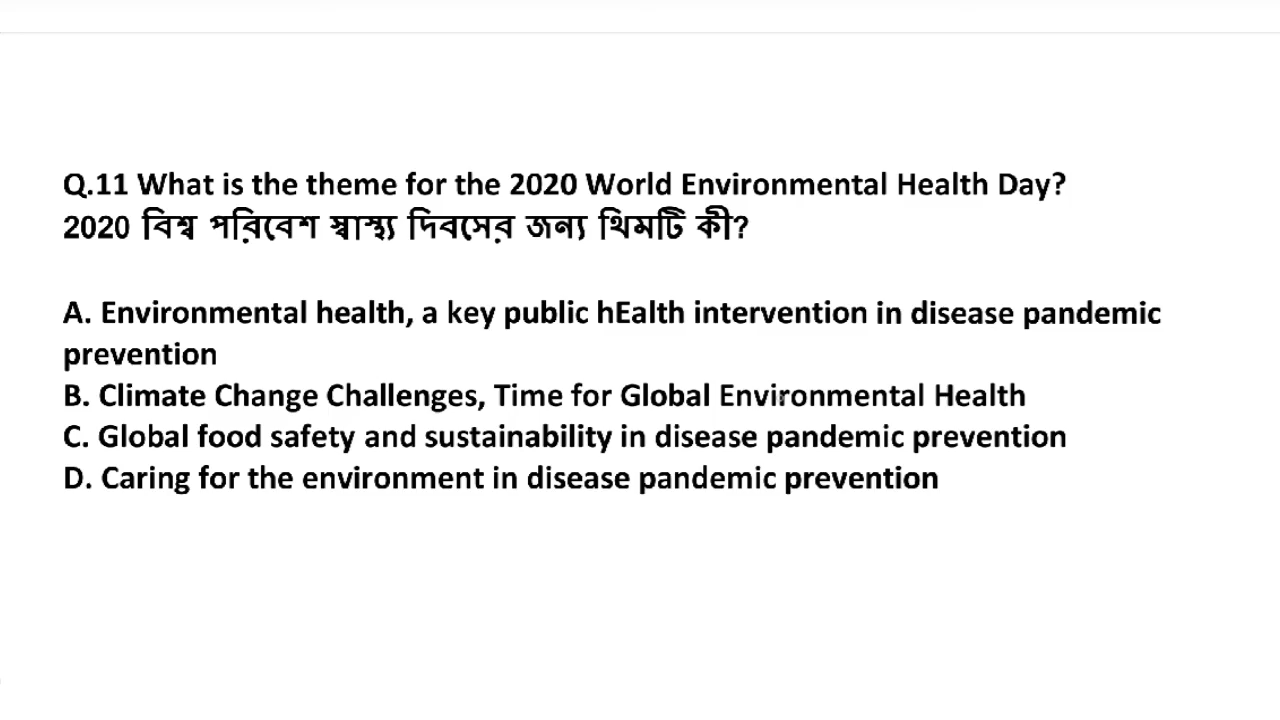 Q.11 What is the theme for the 2020 World Environmental Health Day?
2020 বিশ্ব পরিবেশ স্বাস্থ্য দিবসের জন্য থিমটি কী?
A. Environmental health, a key public hEalth intervention in disease pandemic
prevention
B. Climate Change Challenges, Time for Global Environmental Health
C. Global food safety and sustainability in disease pandemic prevention
D. Caring for the environment in disease pandemic prevention